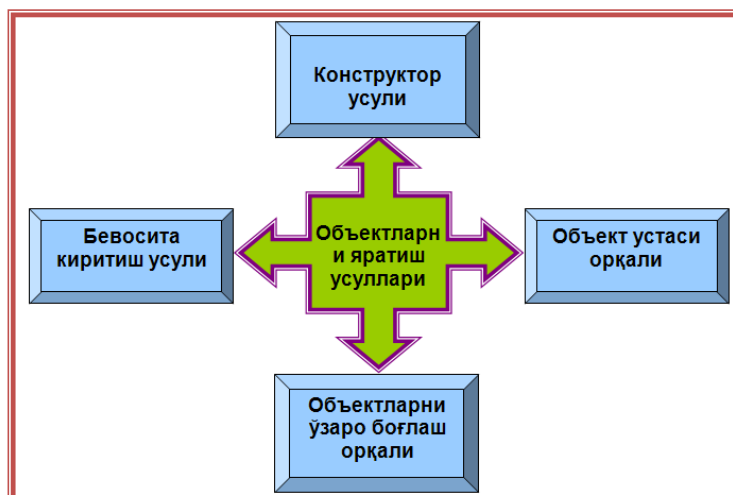 Конструктор
усули
Бевосита
киритиш усули
Объектларн
и яратиш
усуллари
Объект устаси
орқали
Объектларни
ўзаро боғлаш
орқали